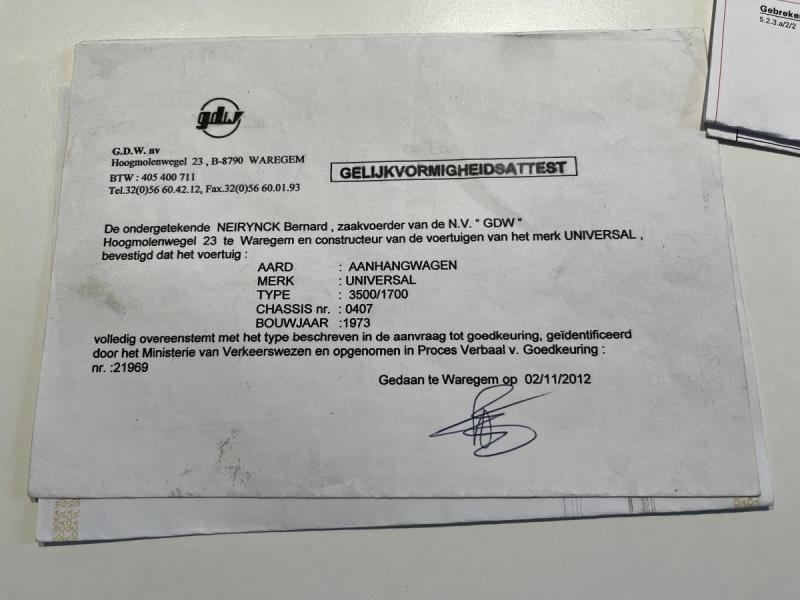 Gebreke
5.2.3.a/2/2
gdw
G.D.W. nv
Hoogmolenwegel 23 , B-8790 WAREGEM
BTW : 405 400 711
Tel.32(0)56 60.42.12, Fax.32(0)56 60.01.93
GELIJKVORMIGHEIDSATTEST
De ondergetekende NEIRYNCK Bernard , zaakvoerder van de N.V. " GDW "
Hoogmolenwegel 23 te Waregem en constructeur van de voertuigen van het merk UNIVERSAL ,
bevestigd dat het voertuig :
AARD : AANHANGWAGEN
MERK : UNIVERSAL
TYPE : 3500/1700
CHASSIS nr. : 0407
BOUWJAAR :1973
volledig overeenstemt met het type beschreven in de aanvraag tot goedkeuring, geïdentificeerd
door het Ministerie van Verkeerswezen en opgenomen in Proces Verbaal v. Goedkeuring :
nr. :21969
Gedaan te Waregem op 02/11/2012